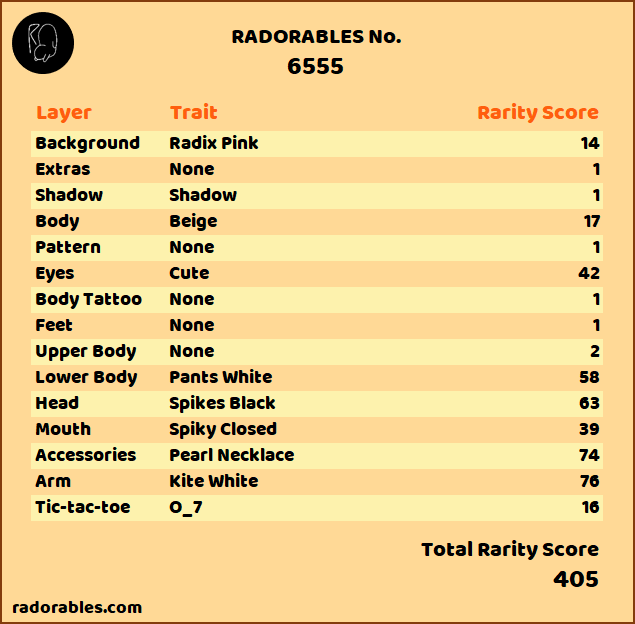 RADORABLES No.
6555
Layer Trait Rarity Score
Background Radix Pink 14
Extras None 1
Shadow Shadow 1
Body Beige 17
Pattern None 1
Eyes Cute 42
Body Tattoo None 1
Feet None 1
Upper Body None 2
Lower Body Pants White 58
Head Spikes Black 63
Mouth Spiky Closed 39
Accessories Pearl Necklace 74
Arm Kite White 76
Tic-tac-toe O_7 16
Total Rarity Score
405
radorables.com